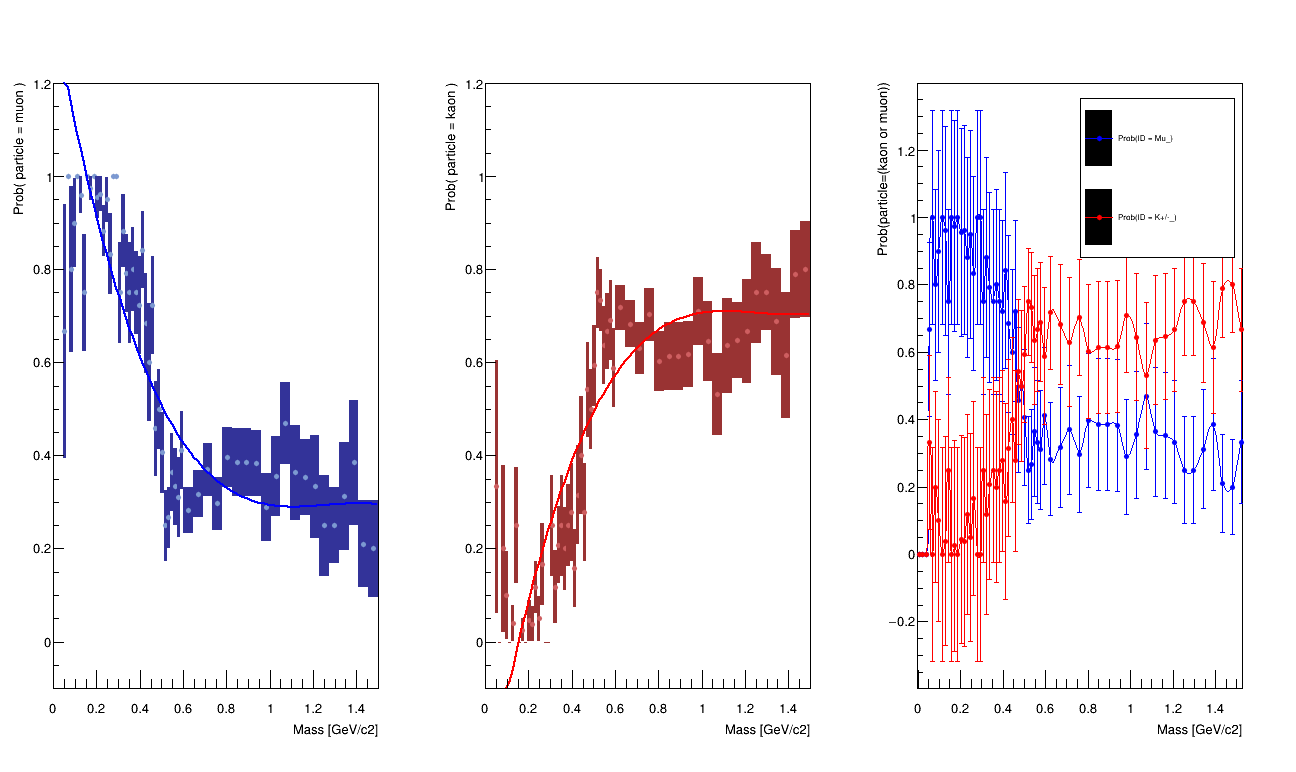 Prob( particle = muon )
1.2
1
0.8
0.6
0.4
0.2
0
0 0.2 0.4 0.6 0.8 1 1.2 1.4
Mass [GeV/c2]
Prob( particle = kaon )
1.2
1
0.8
0.6
0.4
0.2
0
0 0.2 0.4 0.6 0.8 1 1.2 1.4
Mass [GeV/c2]
Prob(particle=(kaon or muon))
1.2
1
0.8
0.6
0.4
0.2
0
−0.2
0 0.2 0.4 0.6 0.8 1 1.2 1.4
Mass [GeV/c2]
Prob(ID = Mu_)
Prob(ID = K+/-_)